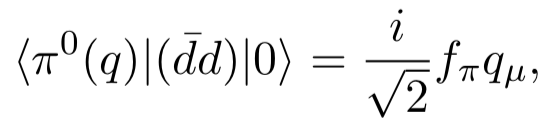 ⟨π⁰(q)|(d̄d)|0⟩ = i/√2 f_π q_μ,